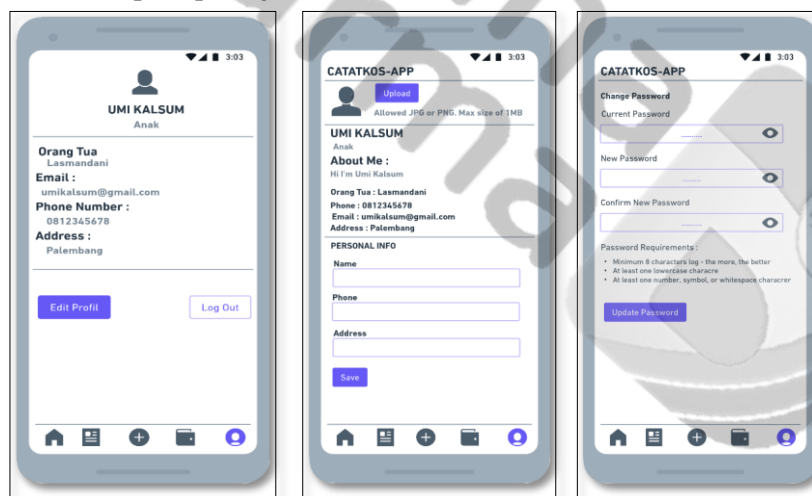 3:03
UMI KALSUM
Anak
Orang Tua
Lasmandani
Email :
umikalsum@gmail.com
Phone Number :
0812345678
Address :
Palembang
Edit Profil
Log Out
3:03
CATATKOS-APP
Upload
Allowed JPG or PNG. Max size of 1MB
UMI KALSUM
Anak
About Me :
Hi I'm Umi Kalsum
Orang Tua : Lasmandani
Phone : 0812345678
Email : umikalsum@gmail.com
Address : Palembang
PERSONAL INFO
Name
Phone
Address
Save
3:03
CATATKOS-APP
Change Password
Current Password
New Password
Confirm New Password
Password Requirements :
• Minimum 8 characters log - the more, the better
• At least one lowercase characre
• At least one number, symbol, or whitespace characrer
Update Password